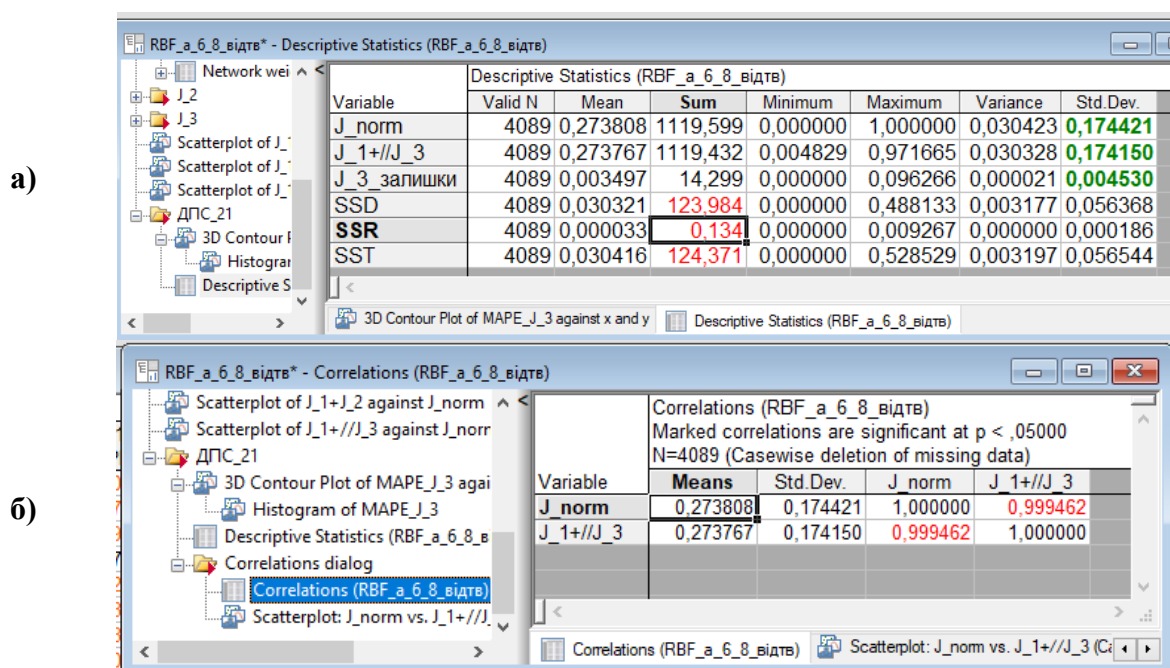 RBF_a_6_8_відтв* - Descriptive Statistics (RBF_a_6_8_відтв)
а)
Network wei
J_2
J_3
Scatterplot of J_
Scatterplot of J_
Scatterplot of J_
ДПС_21
3D Contour
Histogra
Descriptive S
Descriptive Statistics (RBF_a_6_8_відтв)
Variable Valid N Mean Sum Minimum Maximum Variance Std.Dev.
J_norm 4089 0,273808 1119,599 0,000000 1,000000 0,030423 0,174421
J_1+//J_3 4089 0,273767 1119,432 0,004829 0,971665 0,030328 0,174150
J_3_залишки 4089 0,003497 14,299 0,000000 0,096266 0,000021 0,004530
SSD 4089 0,030321 123,984 0,000000 0,488133 0,003177 0,056368
SSR 4089 0,000033 0,134 0,000000 0,009267 0,000000 0,000186
SST 4089 0,030416 124,371 0,000000 0,528529 0,003197 0,056544
3D Contour Plot of MAPE_J_3 against x and y Descriptive Statistics (RBF_a_6_8_відтв)
RBF_a_6_8_відтв* - Correlations (RBF_a_6_8_відтв)
б)
Scatterplot of J_1+J_2 against J_norm
Scatterplot of J_1+//J_3 against J_norr
ДПС_21
3D Contour Plot of MAPE_J_3 agai
Histogram of MAPE_J_3
Descriptive Statistics (RBF_a_6_8_в
Correlations dialog
Correlations (RBF_a_6_8_відтв)
Scatterplot: J_norm vs. J_1+//J_
Correlations (RBF_a_6_8_відтв)
Marked correlations are significant at p < ,05000
N=4089 (Casewise deletion of missing data)
Variable Means Std.Dev. J_norm J_1+//J_3
J_norm 0,273808 0,174421 1,000000 0,999462
J_1+//J_3 0,273767 0,174150 0,999462 1,000000
Correlations (RBF_a_6_8_відтв) Scatterplot: J_norm vs. J_1+//J_3 (Ca